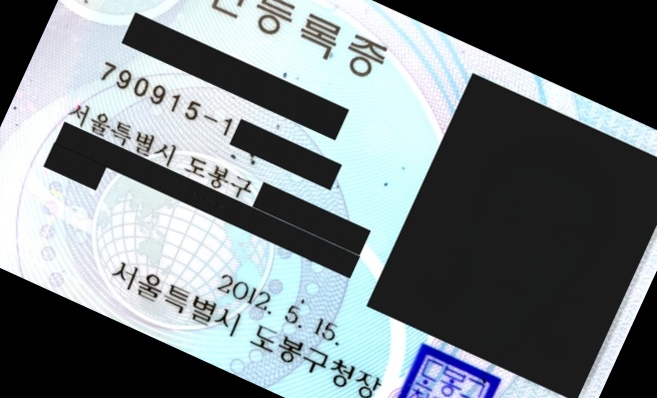 민등록증
790915-1
서울특별시 도봉구
2012. 5. 15.
서울특별시 도봉구청장